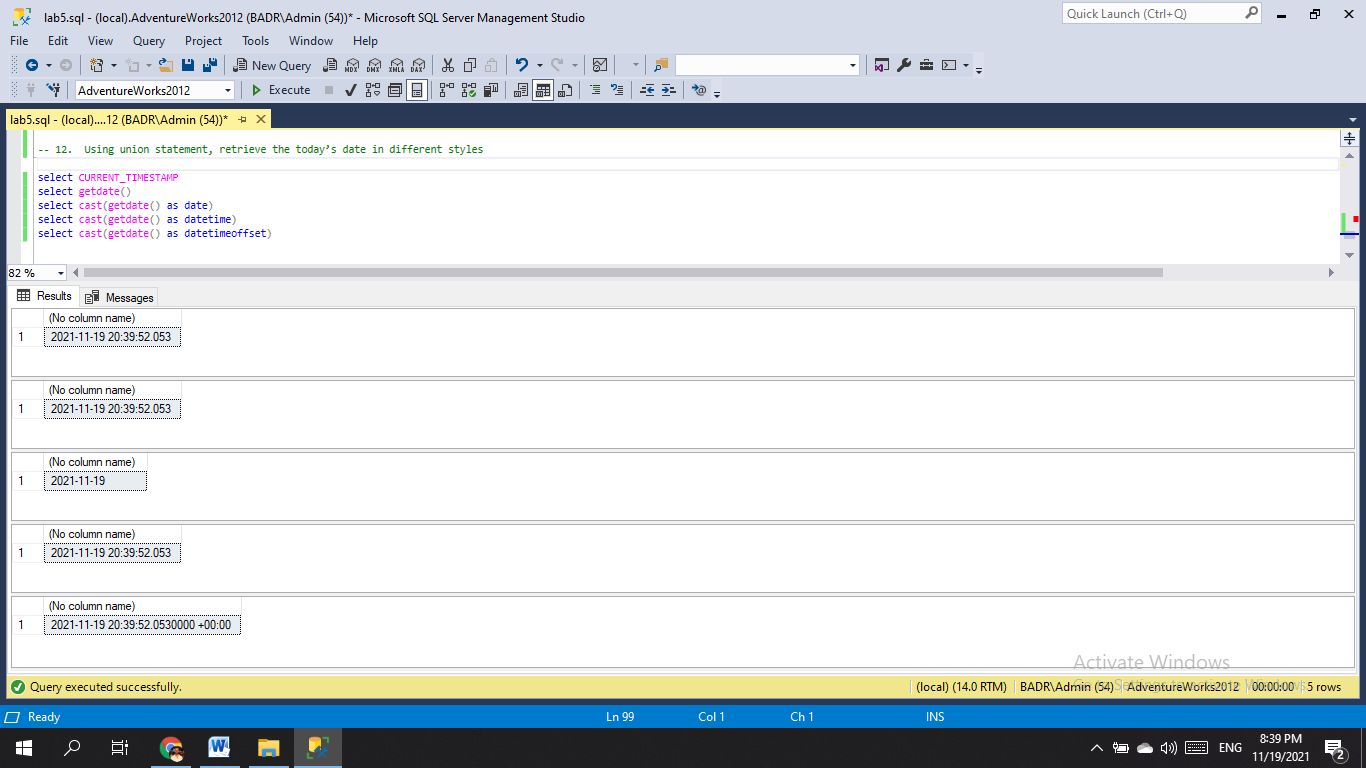 lab5.sql - (local).AdventureWorks2012 (BADR\Admin (54))* - Microsoft SQL Server Management Studio
Quick Launch (Ctrl+Q)
File Edit View Query Project Tools Window Help
New Query MDX DMX XMLA DAX
AdventureWorks2012 Execute
lab5.sql - (local)....12 (BADR\Admin (54))*
-- 12. Using union statement, retrieve the today’s date in different styles
select CURRENT_TIMESTAMP
select getdate()
select cast(getdate() as date)
select cast(getdate() as datetime)
select cast(getdate() as datetimeoffset)
82 %
Results Messages
(No column name)
1 2021-11-19 20:39:52.053
(No column name)
1 2021-11-19 20:39:52.053
(No column name)
1 2021-11-19
(No column name)
1 2021-11-19 20:39:52.053
(No column name)
1 2021-11-19 20:39:52.0530000 +00:00
Activate Windows
Go to Settings to activate Windows.
Query executed successfully. (local) (14.0 RTM) BADR\Admin (54) AdventureWorks2012 00:00:00 5 rows
Ready Ln 99 Col 1 Ch 1 INS
ENG 8:39 PM
11/19/2021 2